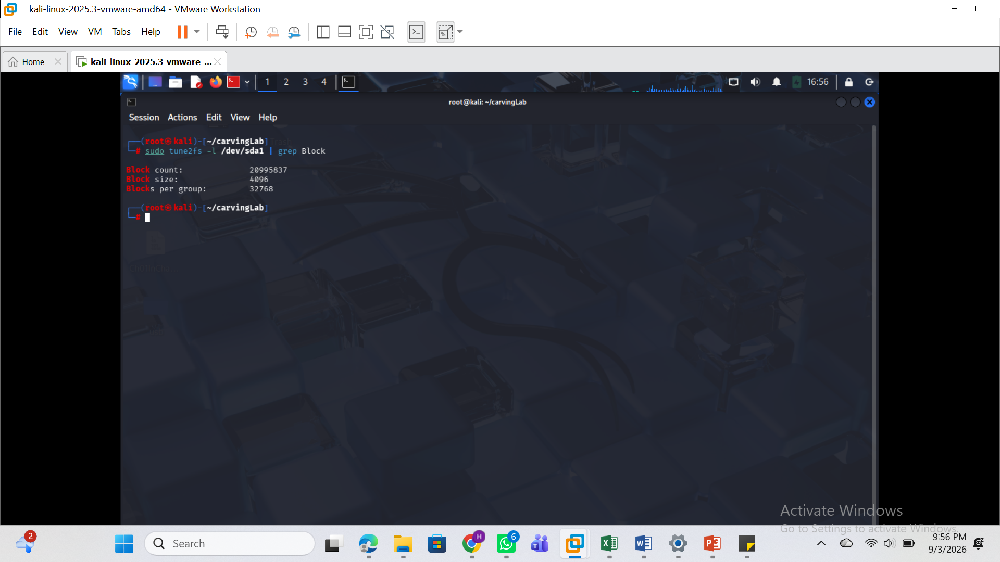 kali-linux-2025.3-vmware-amd64 - VMware Workstation
File Edit View VM Tabs Help
Home kali-linux-2025.3-vmware-...
1 2 3 4 16:56
root@kali: ~/carvingLab
Session Actions Edit View Help
Trash
┌──(root㉿kali)-[~/carvingLab]
└─# sudo tune2fs -l /dev/sda1 | grep Block
Block count: 20995837
Block size: 4096
Blocks per group: 32768
┌──(root㉿kali)-[~/carvingLab]
└─#
Activate Windows
Go to Settings to activate Windows.
2
Search
H
6
9:56 PM
9/3/2026